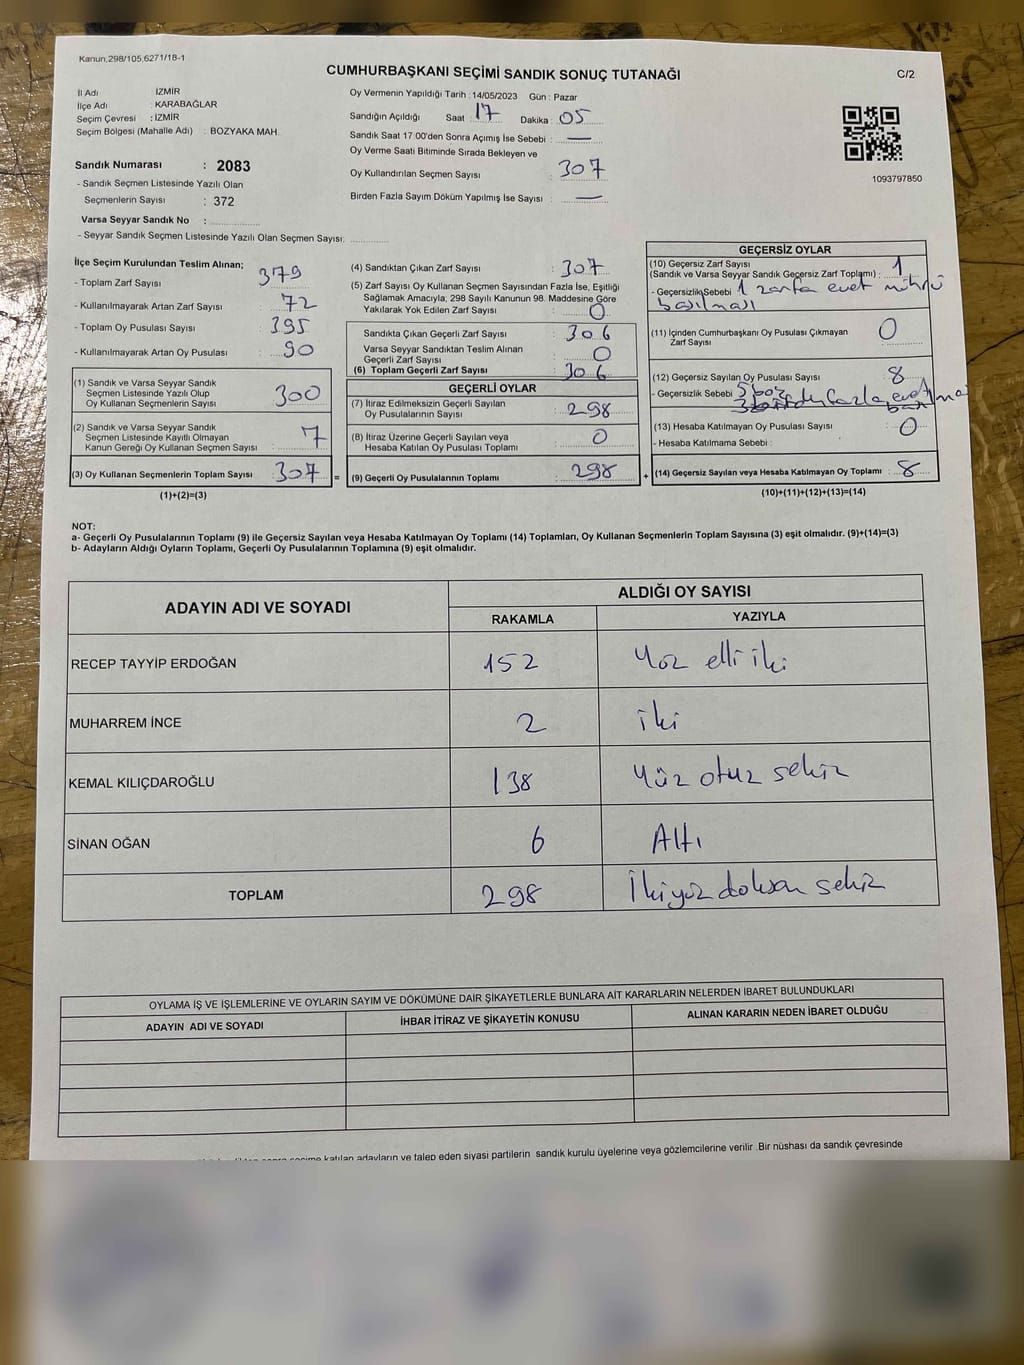 Kanun,298/105,6271/18-1
CUMHURBAŞKANI SEÇİMİ SANDIK SONUÇ TUTANAĞI
C/2
İl Adı : İZMİR
İlçe Adı : KARABAĞLAR
Seçim Çevresi : İZMİR
Seçim Bölgesi (Mahalle Adı) : BOZYAKA MAH.
Sandık Numarası : 2083
- Sandık Seçmen Listesinde Yazılı Olan
Seçmenlerin Sayısı : 372
Varsa Seyyar Sandık No :
- Seyyar Sandık Seçmen Listesinde Yazılı Olan Seçmen Sayısı:
Oy Vermenin Yapıldığı Tarih : 14/05/2023 Gün : Pazar
Sandığın Açıldığı Saat : 17 Dakika : 05
Sandık Saat 17:00'den Sonra Açımış İse Sebebi : —
Oy Verme Saati Bitiminde Sırada Bekleyen ve
Oy Kullandırılan Seçmen Sayısı : 307
Birden Fazla Sayım Döküm Yapılmış İse Sayısı : —
1093797850
İlçe Seçim Kurulundan Teslim Alınan;
- Toplam Zarf Sayısı : 379
- Kullanılmayarak Artan Zarf Sayısı : 72
- Toplam Oy Pusulası Sayısı : 395
- Kullanılmayarak Artan Oy Pusulası : 90
(1) Sandık ve Varsa Seyyar Sandık
Seçmen Listesinde Yazılı Olup
Oy Kullanan Seçmenlerin Sayısı : 300
(2) Sandık ve Varsa Seyyar Sandık
Seçmen Listesinde Kayıtlı Olmayan
Kanun Gereği Oy Kullanan Seçmen Sayısı : 7
(3) Oy Kullanan Seçmenlerin Toplam Sayısı : 307 =
(1)+(2)=(3)
(4) Sandıktan Çıkan Zarf Sayısı : 307
(5) Zarf Sayısı Oy Kullanan Seçmen Sayısından Fazla İse, Eşitliği
Sağlamak Amacıyla, 298 Sayılı Kanunun 98. Maddesine Göre
Yakılarak Yok Edilen Zarf Sayısı : 0
Sandıkta Çıkan Geçerli Zarf Sayısı : 306
Varsa Seyyar Sandıktan Teslim Alınan
Geçerli Zarf Sayısı : 0
(6) Toplam Geçerli Zarf Sayısı : 306
GEÇERLİ OYLAR
(7) İtiraz Edilmeksizin Geçerli Sayılan
Oy Pusulalarının Sayısı : 298
(8) İtiraz Üzerine Geçerli Sayılan veya
Hesaba Katılan Oy Pusulası Toplamı : 0
(9) Geçerli Oy Pusulalarının Toplamı : 298 +
GEÇERSİZ OYLAR
(10) Geçersiz Zarf Sayısı
(Sandık ve Varsa Seyyar Sandık Geçersiz Zarf Toplamı) : 1
- Geçersizlik Sebebi : 1 zarfa evet mührü
basılması
(11) İçinden Cumhurbaşkanı Oy Pusulası Çıkmayan
Zarf Sayısı : 0
(12) Geçersiz Sayılan Oy Pusulası Sayısı : 8
- Geçersizlik Sebebi 5 boş
fazla evet
(13) Hesaba Katılmayan Oy Pusulası Sayısı : 0
- Hesaba Katılmama Sebebi :
(14) Geçersiz Sayılan veya Hesaba Katılmayan Oy Toplamı : 8
(10)+(11)+(12)+(13)=(14)
NOT:
a- Geçerli Oy Pusulalarının Toplamı (9) ile Geçersiz Sayılan veya Hesaba Katılmayan Oy Toplamı (14) Toplamları, Oy Kullanan Seçmenlerin Toplam Sayısına (3) eşit olmalıdır. (9)+(14)=(3)
b- Adayların Aldığı Oyların Toplamı, Geçerli Oy Pusulalarının Toplamına (9) eşit olmalıdır.
ADAYIN ADI VE SOYADI
ALDIĞI OY SAYISI
RAKAMLA YAZIYLA
RECEP TAYYİP ERDOĞAN 152 Yüz elli iki
MUHARREM İNCE 2 iki
KEMAL KILIÇDAROĞLU 138 Yüz otuz sekiz
SİNAN OĞAN 6 Altı
TOPLAM 298 İkiyüz doksan sekiz
OYLAMA İŞ VE İŞLEMLERİNE VE OYLARIN SAYIM VE DÖKÜMÜNE DAİR ŞİKAYETLERLE BUNLARA AİT KARARLARIN NELERDEN İBARET BULUNDUKLARI
ADAYIN ADI VE SOYADI İHBAR İTİRAZ VE ŞİKAYETİN KONUSU ALINAN KARARIN NEDEN İBARET OLDUĞU
seçime katılan adayların ve talep eden siyasi partilerin sandık kurulu üyelerine veya gözlemcilerine verilir .Bir nüshası da sandık çevresinde